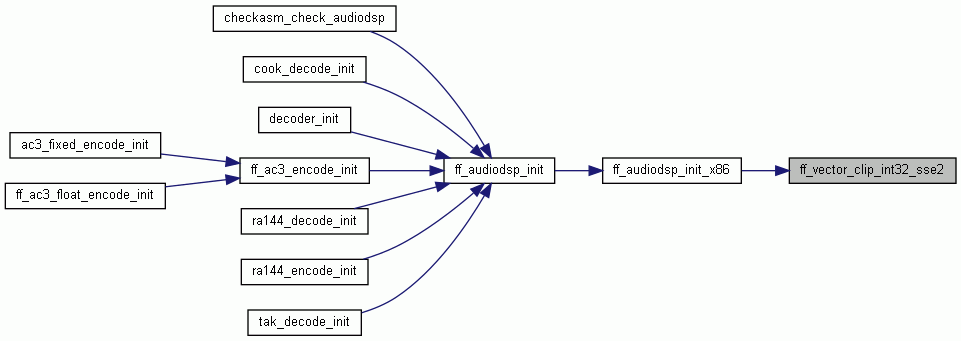 checkasm_check_audiodsp
cook_decode_init
decoder_init
ac3_fixed_encode_init
ff_ac3_encode_init
ff_audiodsp_init
ff_audiodsp_init_x86
ff_vector_clip_int32_sse2
ff_ac3_float_encode_init
ra144_decode_init
ra144_encode_init
tak_decode_init